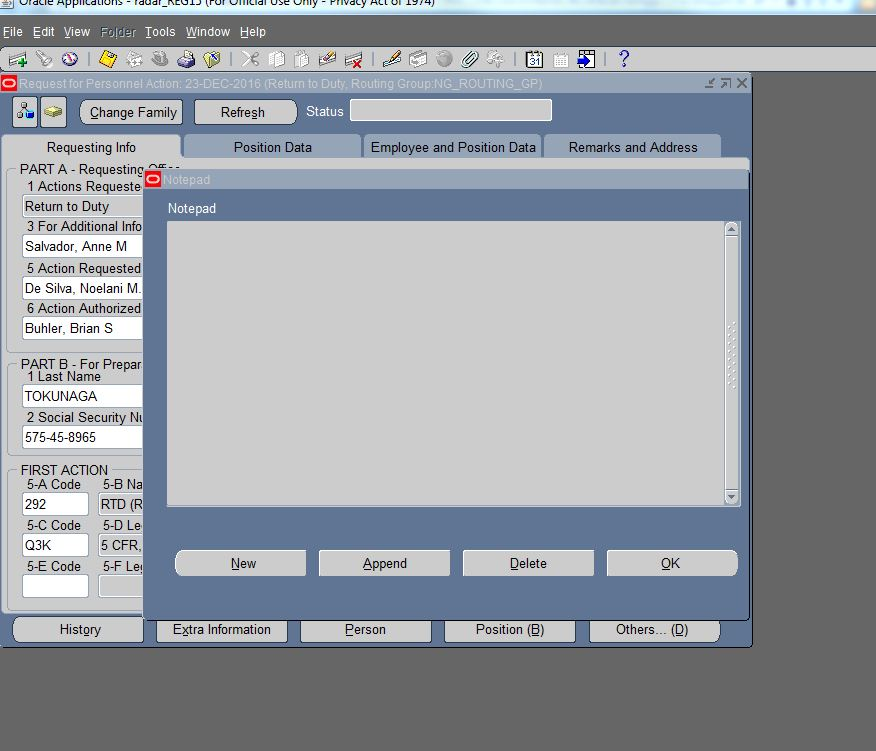 Oracle Applications - radar_REG15 (For Official Use Only - Privacy Act of 1974)
File Edit View Folder Tools Window Help
31 ?
Request for Personnel Action: 23-DEC-2016 (Return to Duty, Routing Group:NG_ROUTING_GP)
Change Family Refresh Status
Requesting Info Position Data Employee and Position Data Remarks and Address
PART A - Requesting Office
1 Actions Requeste
Return to Duty
3 For Additional Info
Salvador, Anne M
5 Action Requested
De Silva, Noelani M.
6 Action Authorized
Buhler, Brian S
PART B - For Prepar
1 Last Name
TOKUNAGA
2 Social Security Nu
575-45-8965
FIRST ACTION
5-A Code 5-B Na
292 RTD (R
5-C Code 5-D Le
Q3K 5 CFR,
5-E Code 5-F Le
Notepad
Notepad
New Append Delete OK
History Extra Information Person Position (B) Others... (D)